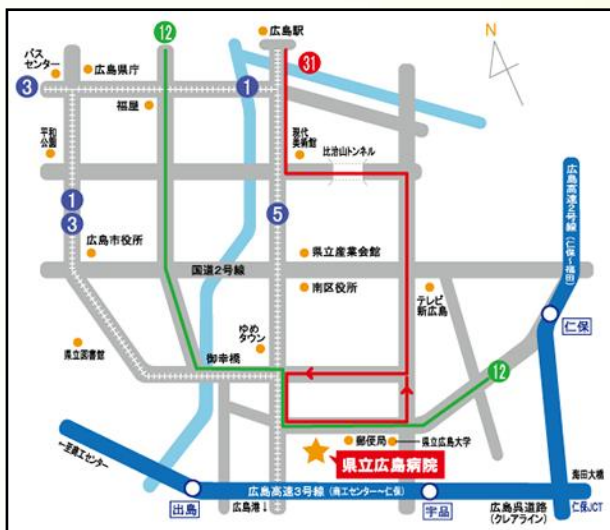 12
広島駅
N
バス
センター
広島県庁
31
3
1
福屋
平和
公園
現代
美術館
比治山トンネル
広島高速2号線(仁保~福田)
1
3
5
広島市役所
県立産業会館
国道2号線
南区役所
テレビ
新広島
仁保
ゆめ
タウン
県立図書館
御幸橋
12
郵便局
県立広島大学
県立広島病院
←至商工センター
海田大橋
広島高速3号線(商工センター~仁保)
出島
広島港↓
宇品
広島呉道路
(クレアライン)
仁保JCT